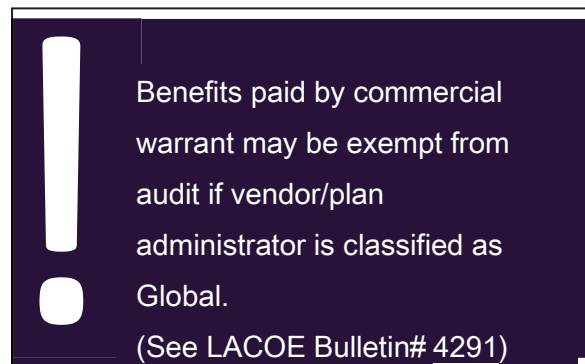 !
Benefits paid by commercial
warrant may be exempt from
audit if vendor/plan
administrator is classified as
Global.
(See LACOE Bulletin# 4291)